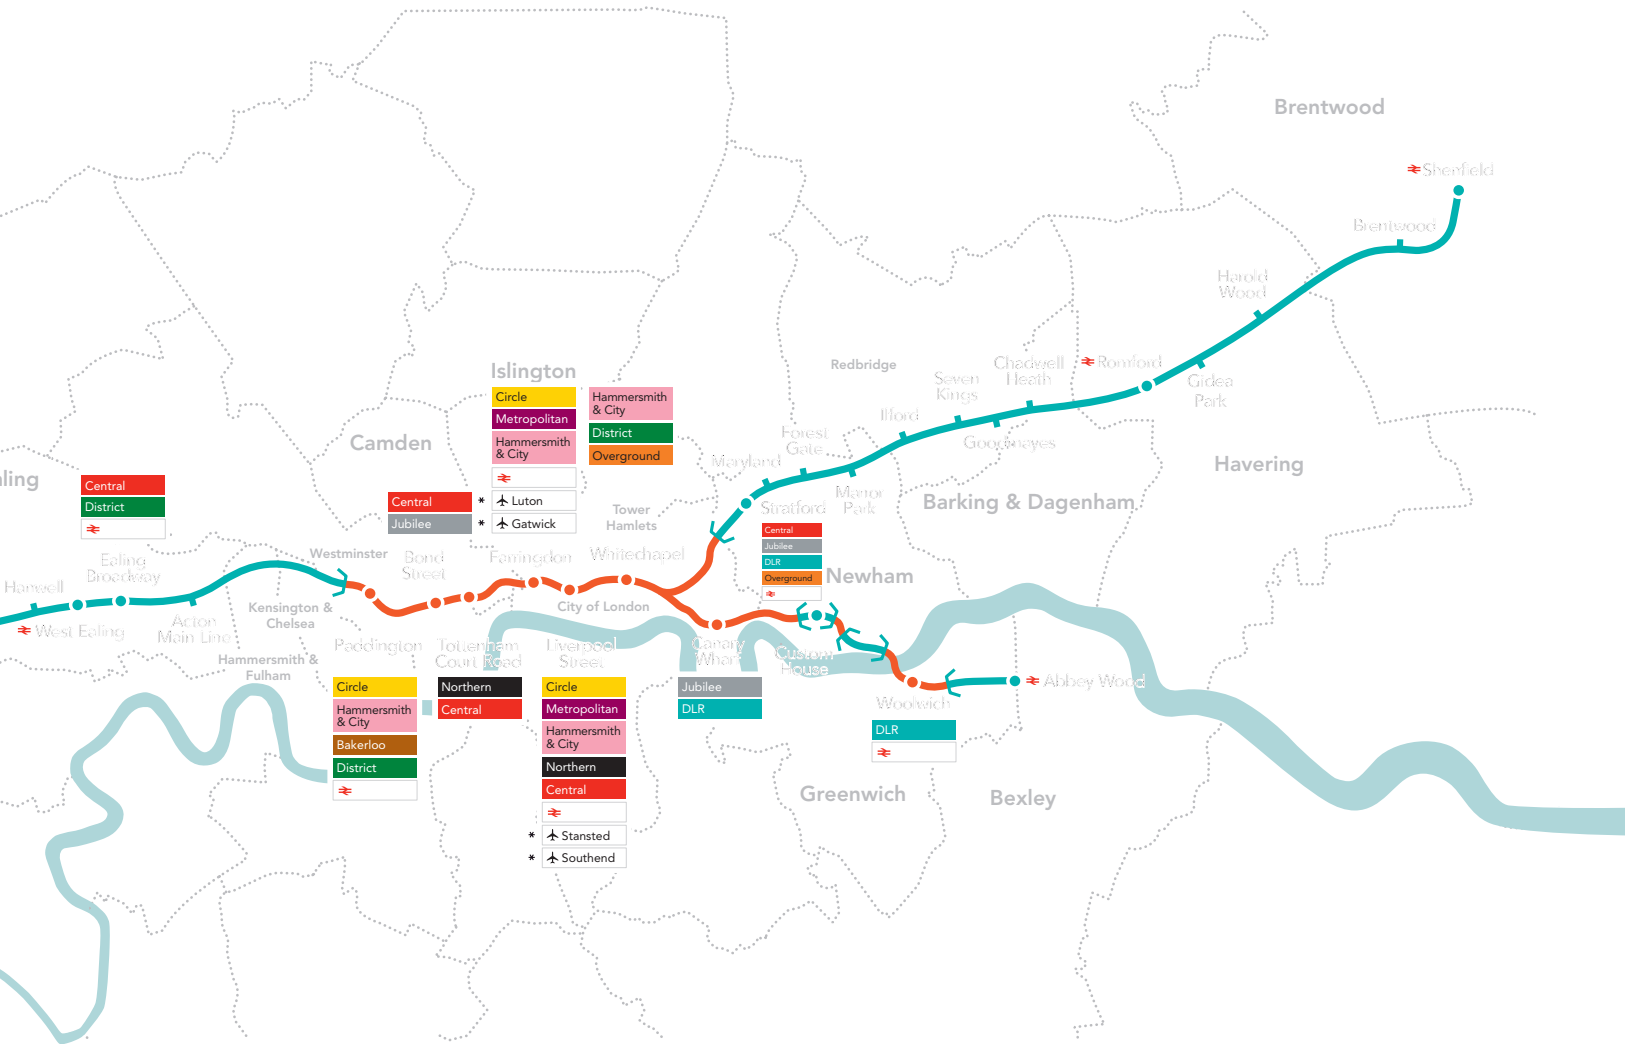 Brentwood
Shenfield
Brentwood
Harold
Wood
Romford
Gidea
Park
Chadwell
Heath
Redbridge
Seven
Kings
Goodmayes
Ilford
Forest
Gate
Manor
Park
Maryland
Stratford
Central
Jubilee
DLR
Overground
Havering
Barking & Dagenham
Newham
Islington
Circle
Metropolitan
Hammersmith
& City
* Luton
* Gatwick
Hammersmith
& City
District
Overground
Camden
Central
Jubilee
Tower
Hamlets
Central
District
Ealing
Broadway
Hanwell
West Ealing
Acton
Main Line
Westminster
Kensington &
Chelsea
Hammersmith &
Fulham
Bond
Street
Farringdon
Whitechapel
City of London
Paddington
Circle
Hammersmith
& City
Bakerloo
District
Tottenham
Court Road
Northern
Central
Liverpool
Street
Circle
Metropolitan
Hammersmith
& City
Northern
Central
* Stansted
* Southend
Canary
Wharf
Jubilee
DLR
Custom
House
Woolwich
DLR
Abbey Wood
Greenwich
Bexley